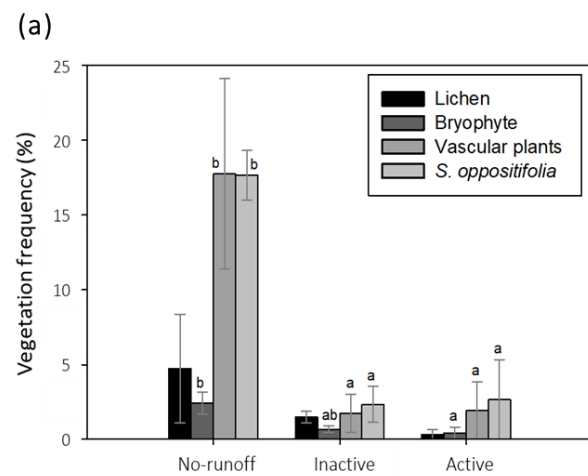 (a)
Vegetation frequency (%)
25
20
15
10
5
0
Lichen
Bryophyte
Vascular plants
S. oppositifolia
b
b
b
ab
a
a
a
a
a
No-runoff
Inactive
Active